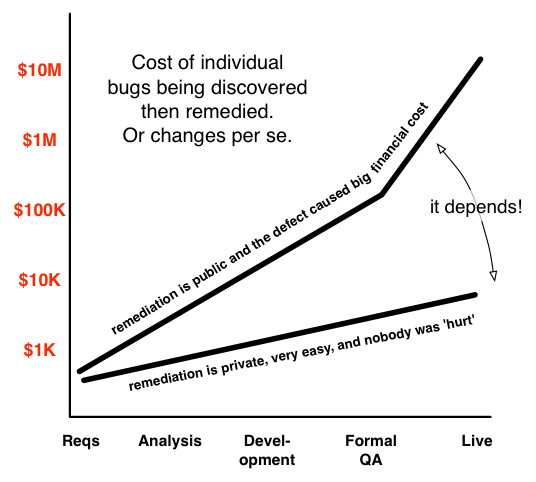 Cost of individual
bugs being discovered
then remedied.
Or changes per se.
$10M
$1M
$100K
$10K
$1K
remediation is public and the defect caused big financial cost
it depends!
remediation is private, very easy, and nobody was 'hurt'
Reqs
Analysis
Devel-
opment
Formal
QA
Live